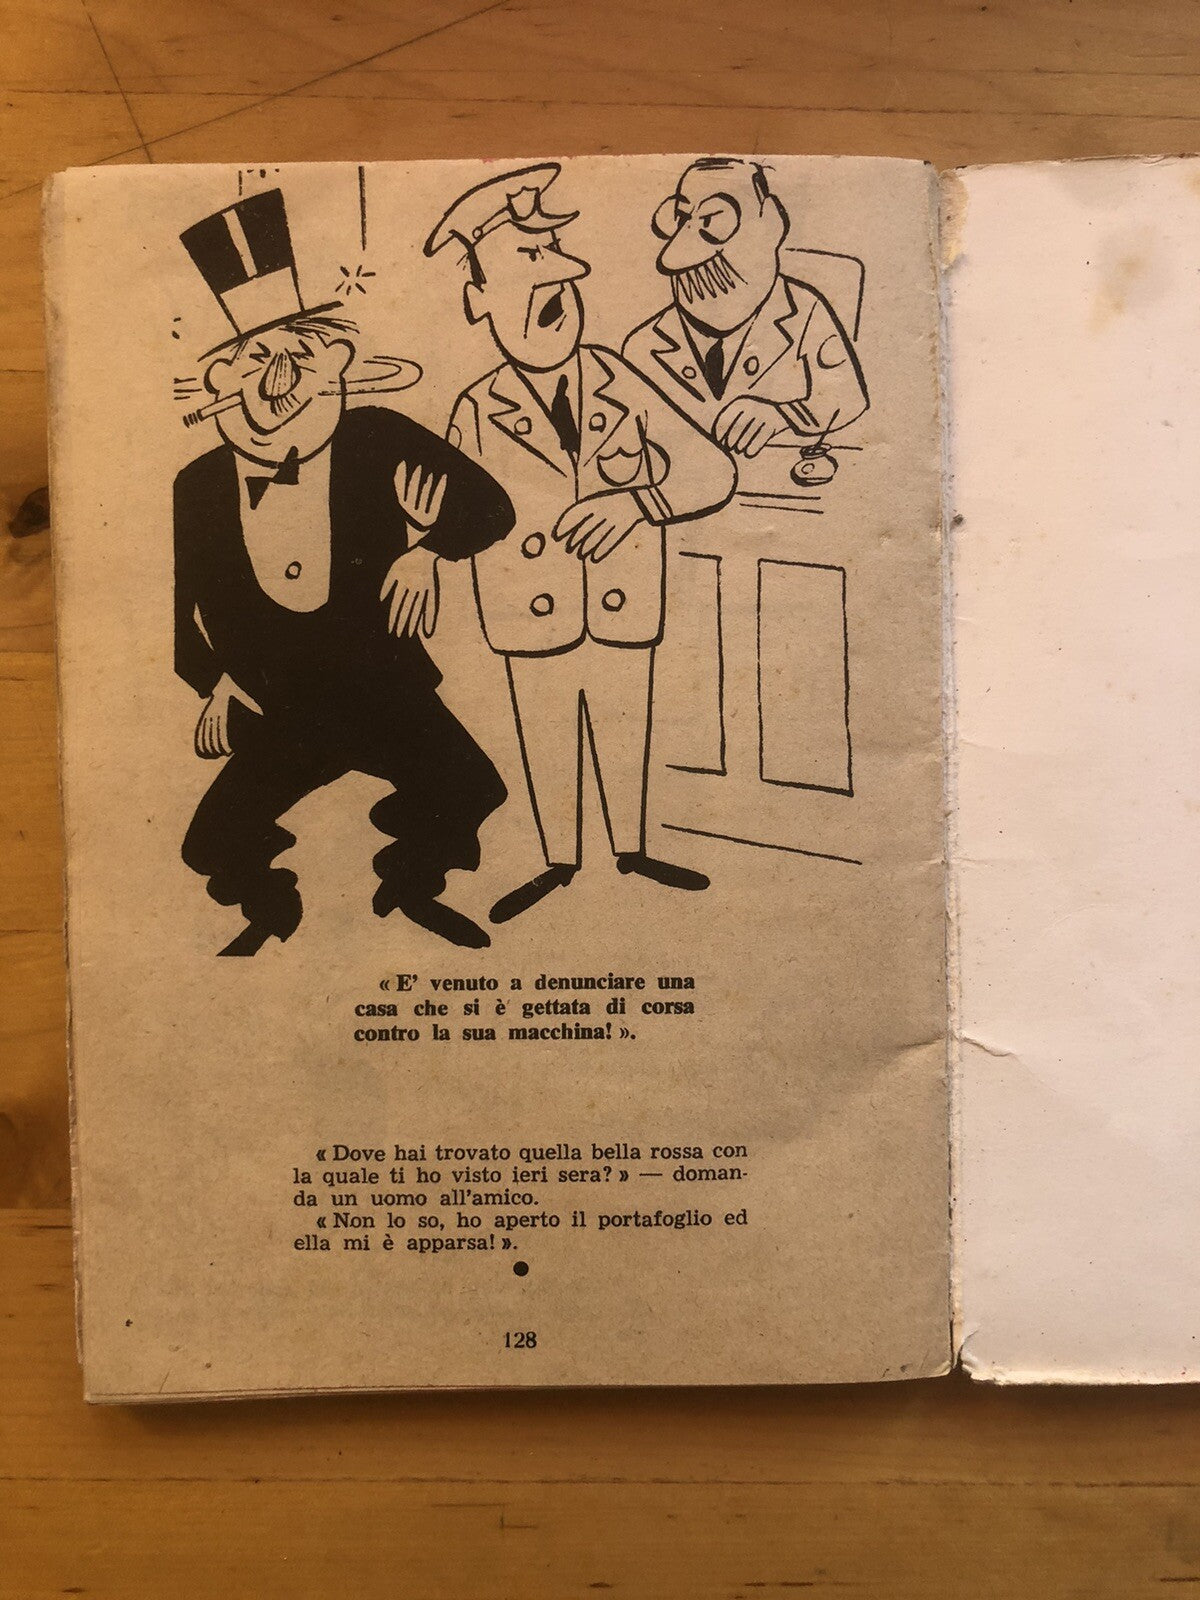 « E' venuto a denunciare una
casa che si è gettata di corsa
contro la sua macchina! ».
« Dove hai trovato quella bella rossa con
la quale ti ho visto ieri sera? » — doman-
da un uomo all'amico.
« Non lo so, ho aperto il portafoglio ed
ella mi è apparsa! ».
128